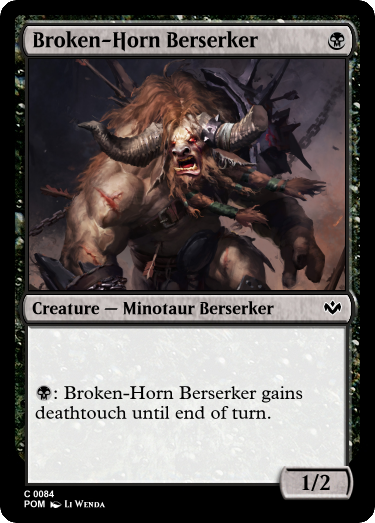 Broken-Horn Berserker
Creature — Minotaur Berserker
: Broken-Horn Berserker gains
deathtouch until end of turn.
1/2
C 0084
POM Li Wenda